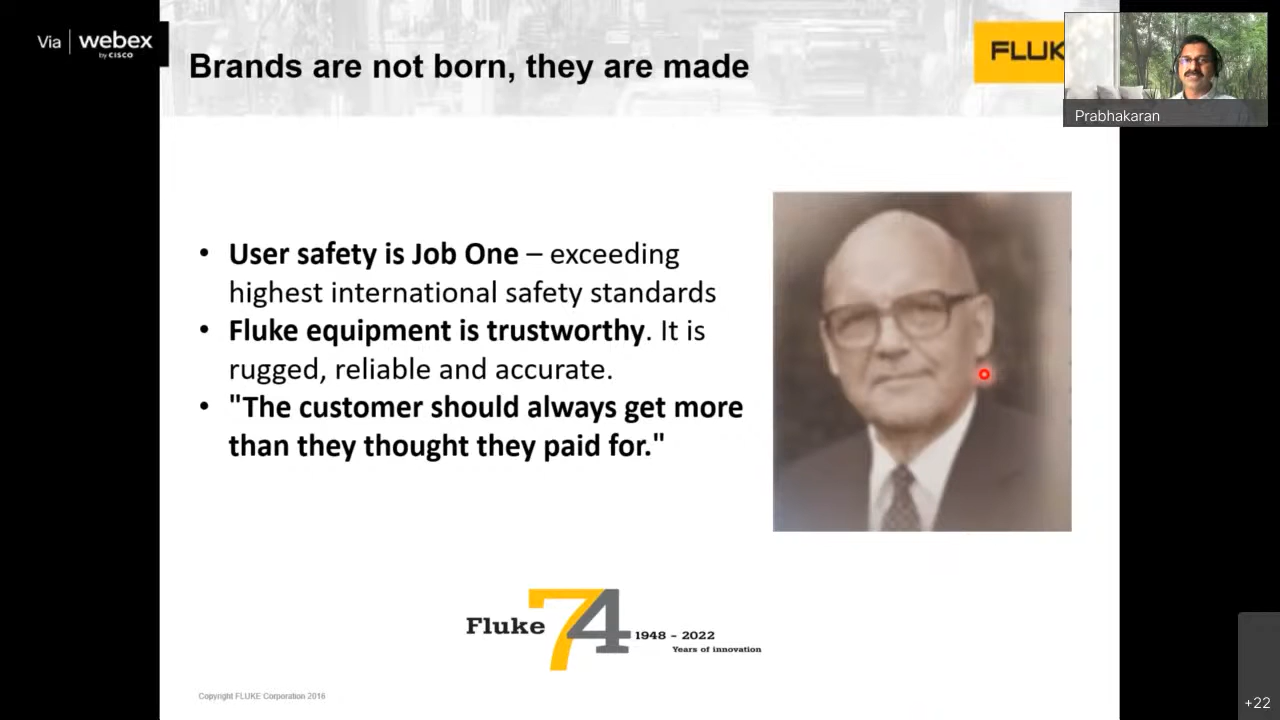 Via | webex
by CISCO
Brands are not born, they are made
FLUK
Prabhakaran
• User safety is Job One – exceeding
highest international safety standards
• Fluke equipment is trustworthy. It is
rugged, reliable and accurate.
• "The customer should always get more
than they thought they paid for."
Fluke 74 1948 – 2022
Years of innovation
Copyright FLUKE Corporation 2016
+22